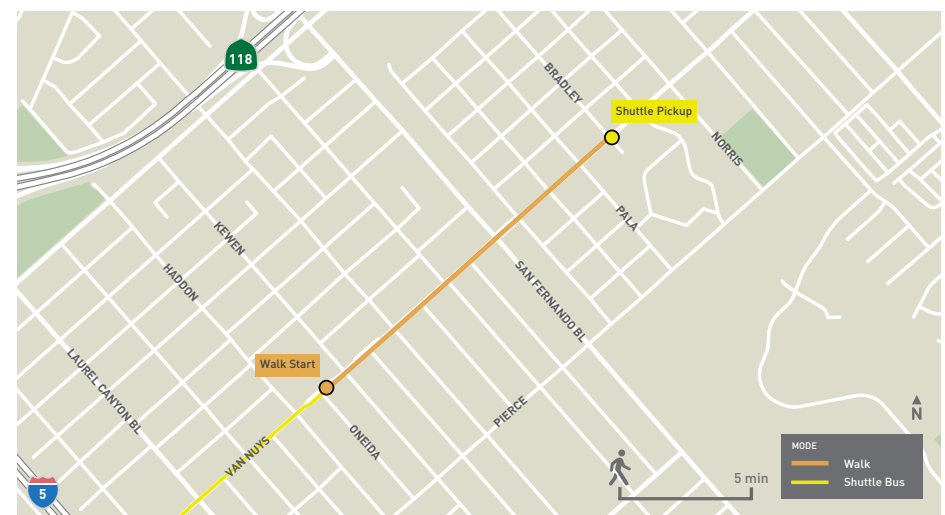 118
BRADLEY
Shuttle Pickup
NORRIS
PALA
KEWEN
HADDON
SAN FERNANDO BL
LAUREL CANYON BL
Walk Start
ONEIDA
PIERCE
VAN NUYS
5
5 min
N
MODE
Walk
Shuttle Bus